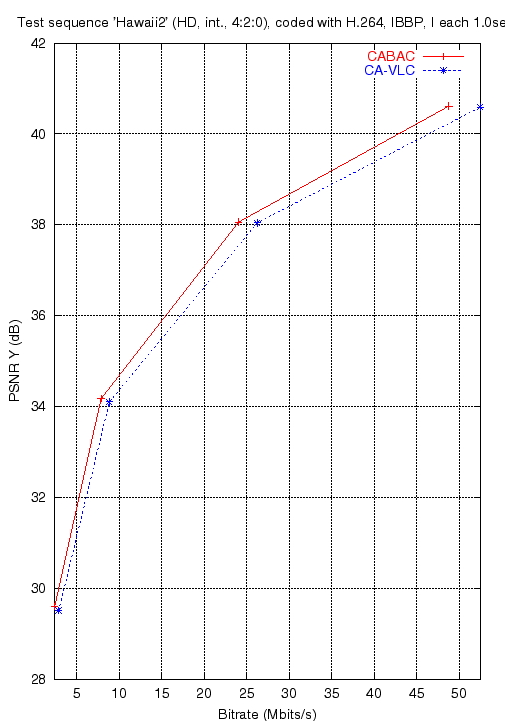 Test sequence 'Hawaii2' (HD, int., 4:2:0), coded with H.264, IBBP, I each 1.0se
42
CABAC
CA-VLC
40
38
36
34
32
30
28
PSNR Y (dB)
5 10 15 20 25 30 35 40 45 50
Bitrate (Mbits/s)